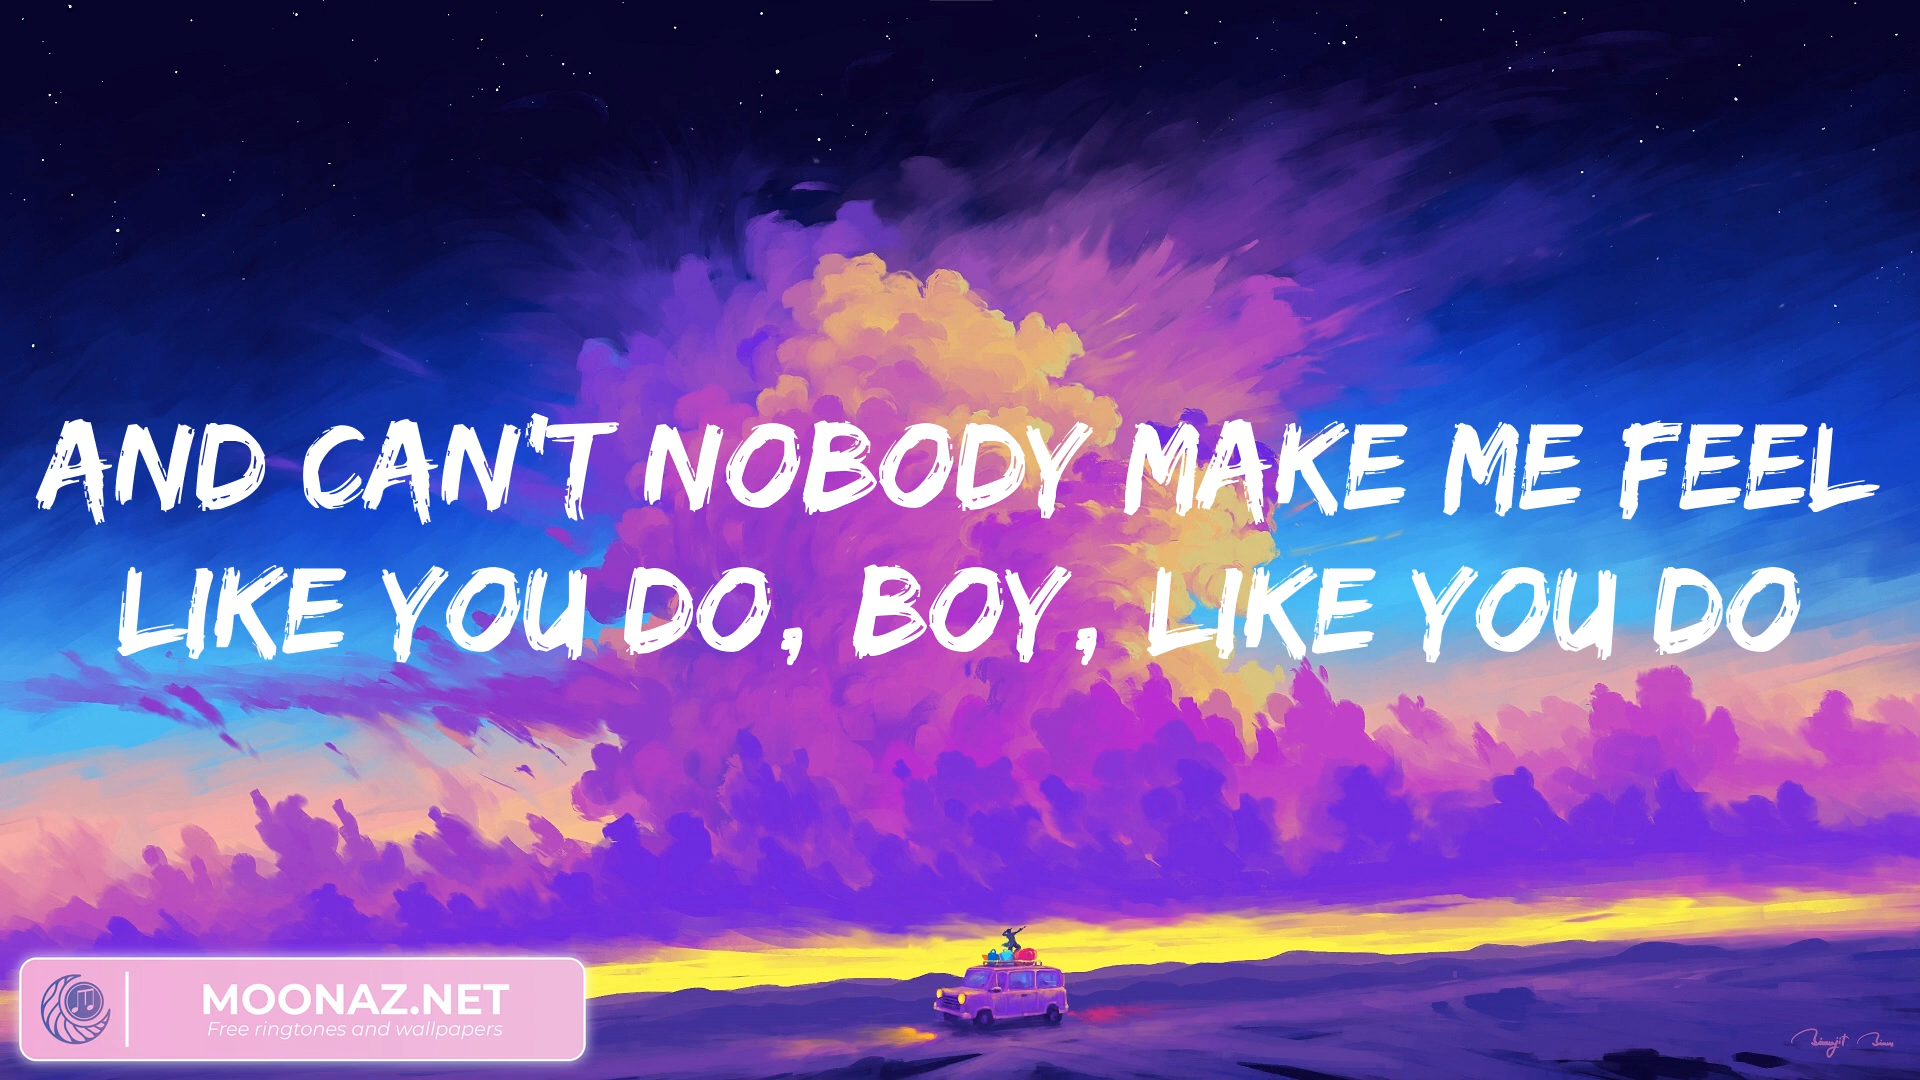 AND CAN'T NOBODY MAKE ME FEEL
LIKE YOU DO, BOY, LIKE YOU DO
MOONAZ.NET
Free ringtones and wallpapers